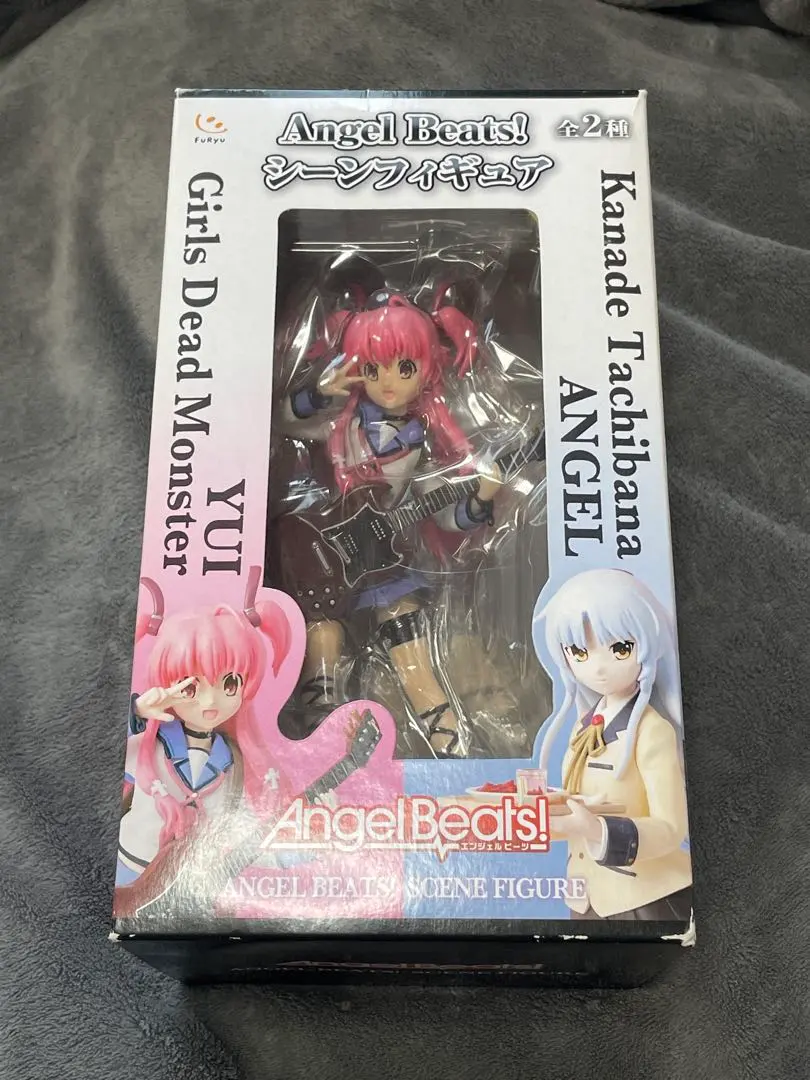 FuRyu
Angel Beats!
全2種
シーンフィギュア
Girls Dead Monster
YUI
Kanade Tachibana
ANGEL
Angel Beats!
エンジェル ビーツ
ANGEL BEATS! SCENE FIGURE